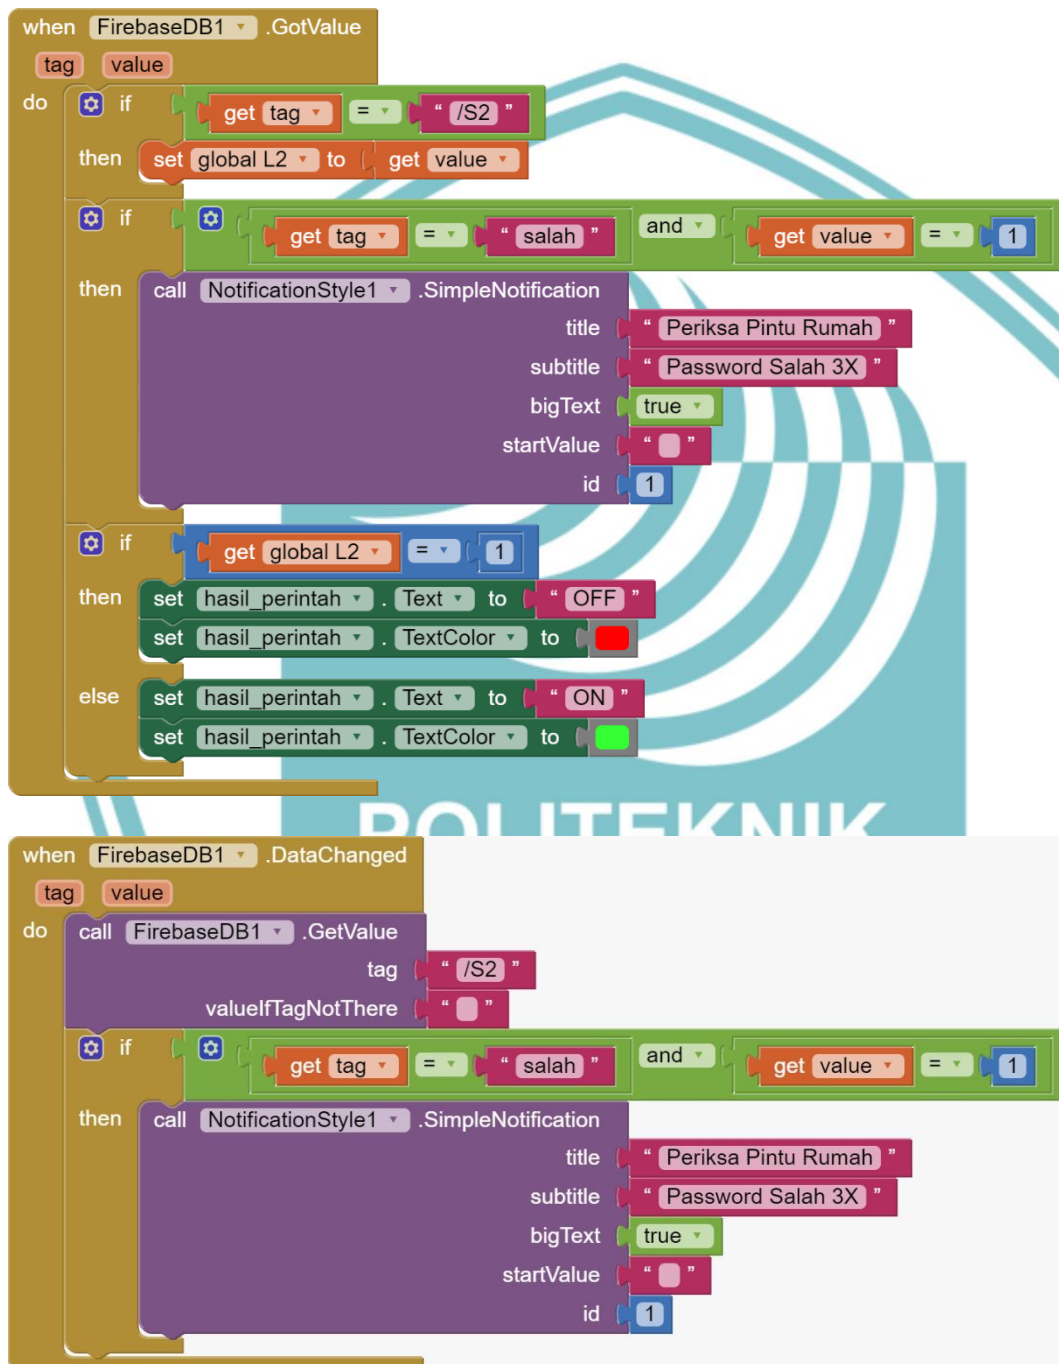 when FirebaseDB1 .GotValue
tag value
do if get tag = " /S2 "
then set global L2 to get value
if get tag = " salah " and get value = 1
then call NotificationStyle1 .SimpleNotification
title " Periksa Pintu Rumah "
subtitle " Password Salah 3X "
bigText true
startValue " "
id 1
if get global L2 = 1
then set hasil_perintah . Text to " OFF "
set hasil_perintah . TextColor to
else set hasil_perintah . Text to " ON "
set hasil_perintah . TextColor to
POLITEKNIK
when FirebaseDB1 .DataChanged
tag value
do call FirebaseDB1 .GetValue
tag " /S2 "
valueIfTagNotThere " "
if get tag = " salah " and get value = 1
then call NotificationStyle1 .SimpleNotification
title " Periksa Pintu Rumah "
subtitle " Password Salah 3X "
bigText true
startValue " "
id 1